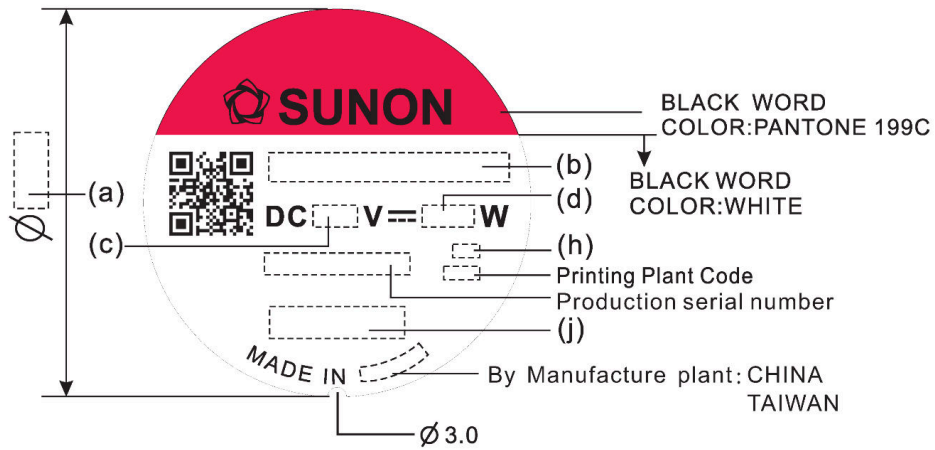 SUNON
BLACK WORD
COLOR:PANTONE 199C
(b)
BLACK WORD
COLOR:WHITE
(a)
Ø
DC V W
(d)
(c)
(h)
Printing Plant Code
Production serial number
(j)
MADE IN
By Manufacture plant: CHINA
TAIWAN
Ø 3.0